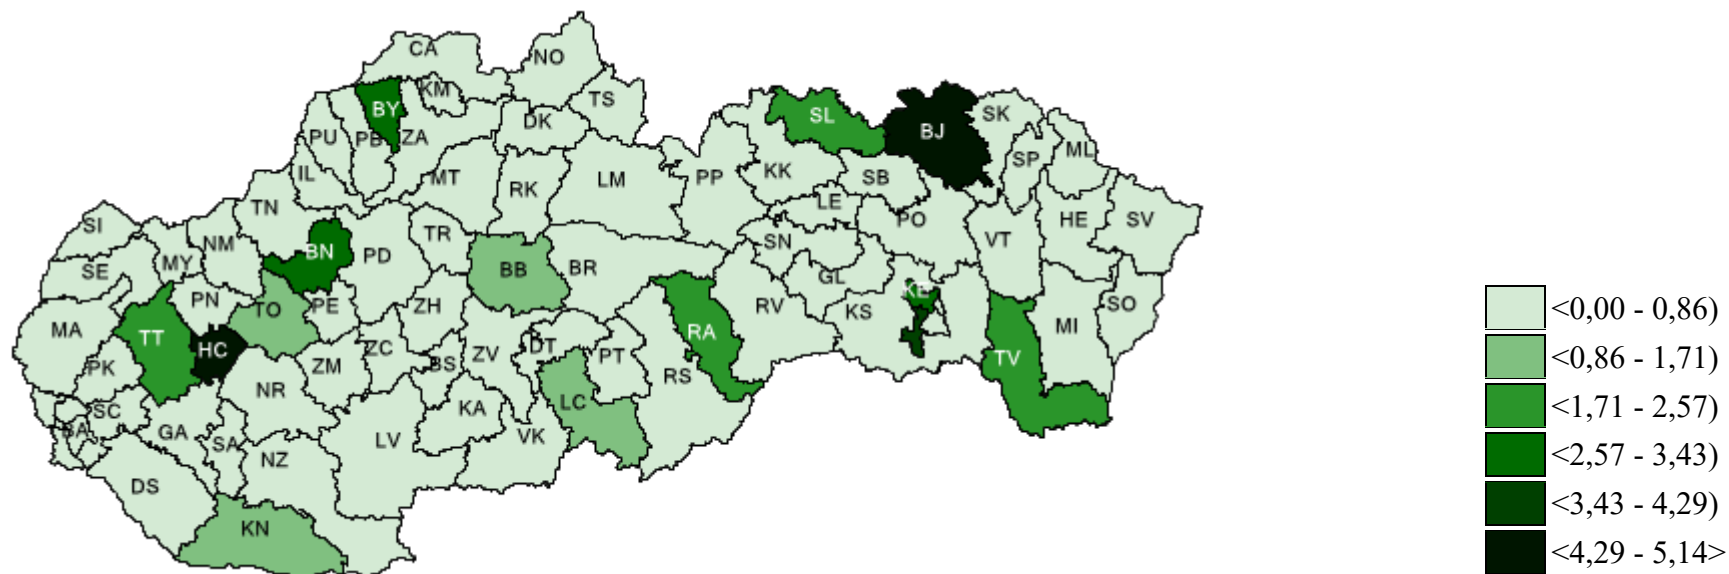 CA
NO
KM
BY
TS
SL
PU
PB
ZA
DK
BJ
SK
SP
ML
IL
MT
RK
LM
PP
KK
SB
TN
LE
SI
NM
BN
PD
TR
SN
PO
VT
HE
SV
SE
MY
BB
BR
GL
KE
PN
TO
PE
ZH
RV
KS
SO
MA
TT
HC
RA
MI
PK
ZM
ZC
BS
ZV
DT
PT
RS
TV
NR
SC
KA
LC
BA
GA
SA
LV
VK
NZ
DS
KN
<0,00 - 0,86)
<0,86 - 1,71)
<1,71 - 2,57)
<2,57 - 3,43)
<3,43 - 4,29)
<4,29 - 5,14>